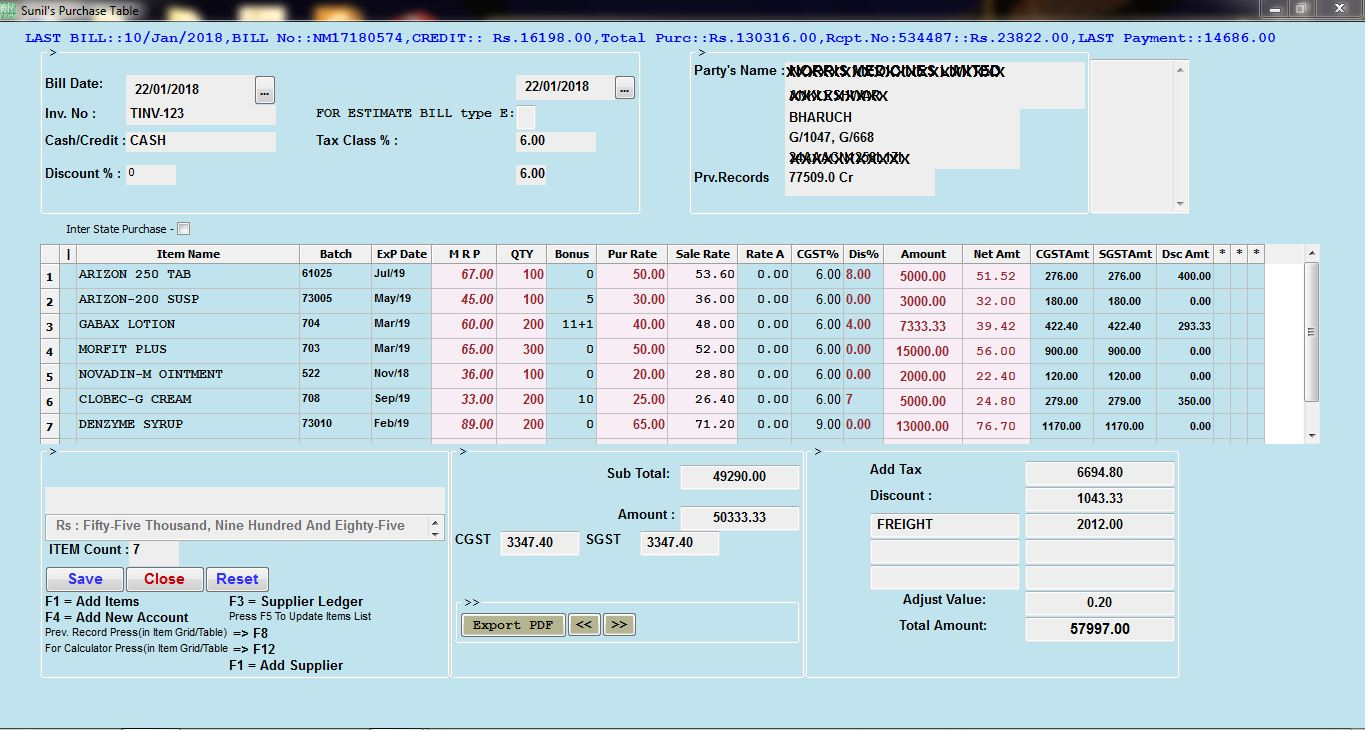 Sunil's Purchase Table
LAST BILL::10/Jan/2018,BILL No::NM17180574,CREDIT:: Rs.16198.00,Total Purc::Rs.130316.00,Rcpt.No:534487::Rs.23822.00,LAST Payment::14686.00
>
Bill Date: 22/01/2018 ... 22/01/2018 ...
Inv. No : TINV-123 FOR ESTIMATE BILL type E:
Cash/Credit : CASH Tax Class % : 6.00
Discount % : 0 6.00
>
Party's Name : NORRIS MEDICINES LIMITED
BHARUCH
G/1047, G/668
Prv.Records 77509.0 Cr
Inter State Purchase -
| Item Name Batch ExP Date M R P QTY Bonus Pur Rate Sale Rate Rate A CGST% Dis% Amount Net Amt CGSTAmt SGSTAmt Dsc Amt * * *
1 ARIZON 250 TAB 61025 Jul/19 67.00 100 0 50.00 53.60 0.00 6.00 8.00 5000.00 51.52 276.00 276.00 400.00
2 ARIZON-200 SUSP 73005 May/19 45.00 100 5 30.00 36.00 0.00 6.00 0.00 3000.00 32.00 180.00 180.00 0.00
3 GABAX LOTION 704 Mar/19 60.00 200 11+1 40.00 48.00 0.00 6.00 4.00 7333.33 39.42 422.40 422.40 293.33
4 MORFIT PLUS 703 Mar/19 65.00 300 0 50.00 52.00 0.00 6.00 0.00 15000.00 56.00 900.00 900.00 0.00
5 NOVADIN-M OINTMENT 522 Nov/18 36.00 100 0 20.00 28.80 0.00 6.00 0.00 2000.00 22.40 120.00 120.00 0.00
6 CLOBEC-G CREAM 708 Sep/19 33.00 200 10 25.00 26.40 0.00 6.00 7 5000.00 24.80 279.00 279.00 350.00
7 DENZYME SYRUP 73010 Feb/19 89.00 200 0 65.00 71.20 0.00 9.00 0.00 13000.00 76.70 1170.00 1170.00 0.00
>
Rs : Fifty-Five Thousand, Nine Hundred And Eighty-Five
ITEM Count : 7
Save Close Reset
F1 = Add Items F3 = Supplier Ledger
F4 = Add New Account Press F5 To Update Items List
Prev. Record Press(in Item Grid/Table) => F8
For Calculator Press(in Item Grid/Table => F12
F1 = Add Supplier
>
Sub Total: 49290.00
Amount : 50333.33
CGST 3347.40 SGST 3347.40
>>
Export PDF << >>
>
Add Tax 6694.80
Discount : 1043.33
FREIGHT 2012.00
Adjust Value: 0.20
Total Amount: 57997.00